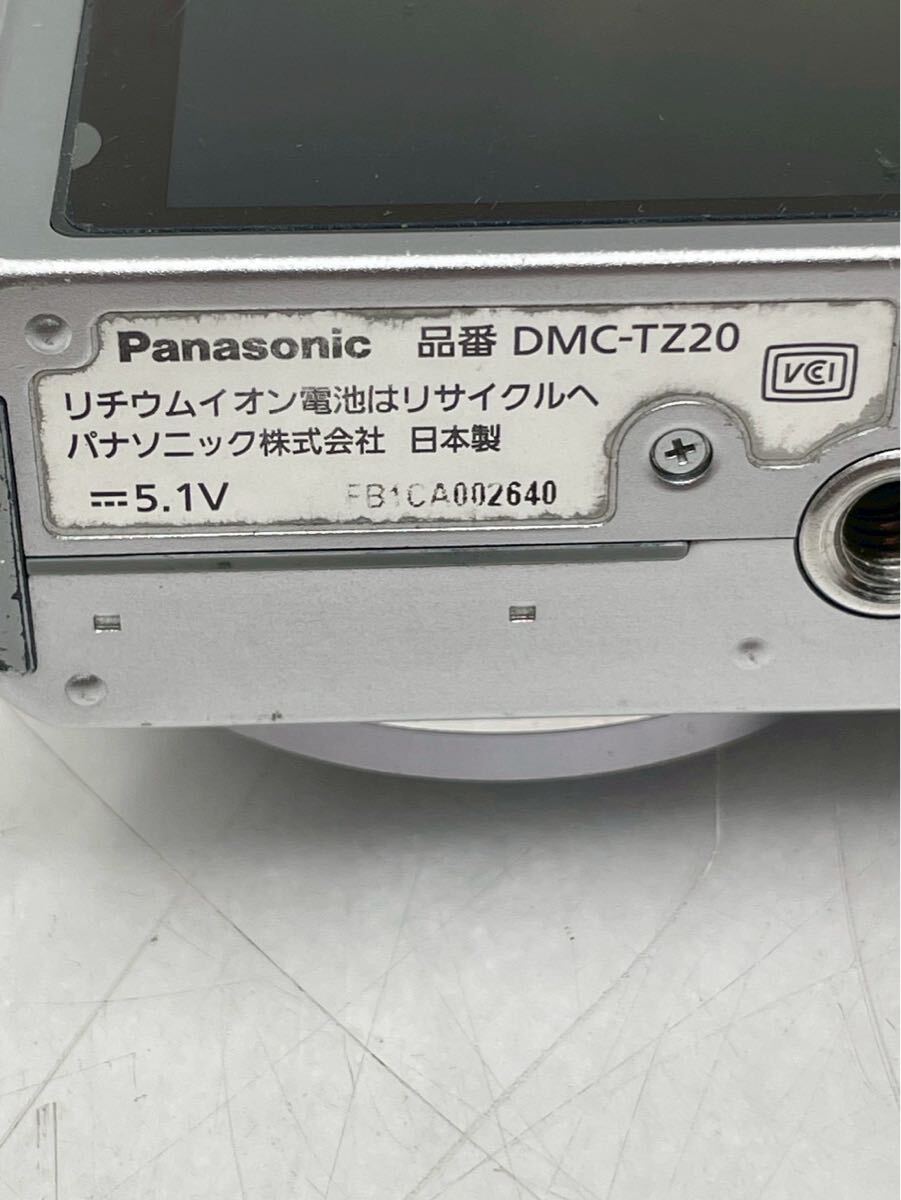 Panasonic 品番 DMC-TZ20
VCCI
リチウムイオン電池はリサイクルへ
パナソニック株式会社 日本製
⎓5.1V FB1CA002640